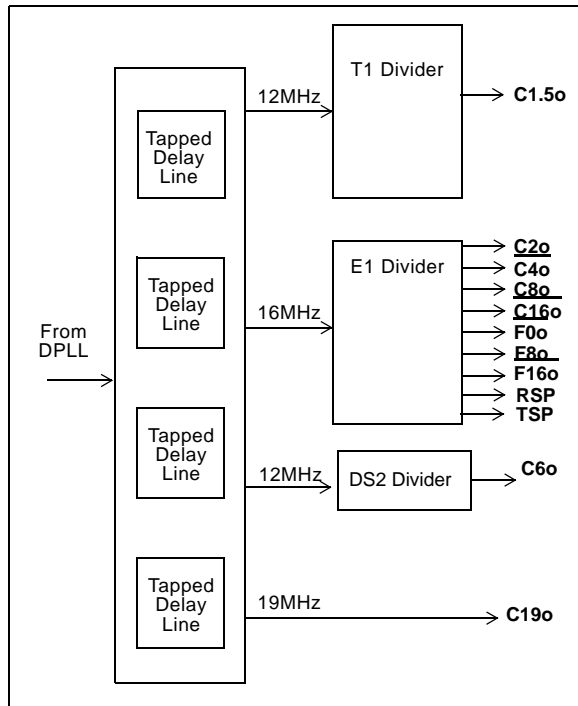 T1 Divider
12MHz
C1.5o
Tapped
Delay
Line
Tapped
Delay
Line
16MHz
E1 Divider
C2o
C4o
C8o
C16o
F0o
F8o
F16o
RSP
TSP
From
DPLL
Tapped
Delay
Line
12MHz
DS2 Divider
C6o
Tapped
Delay
Line
19MHz
C19o